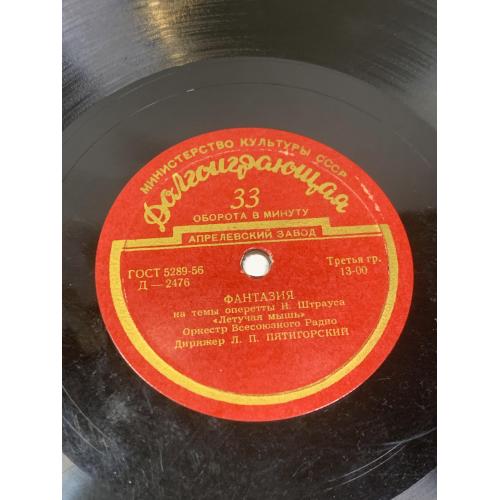 МИНИСТЕРСТВО КУЛЬТУРЫ СССР
Долгоиграющая
33
ОБОРОТА В МИНУТУ
АПРЕЛЕВСКИЙ ЗАВОД
ГОСТ 5289-56
Д — 2476
Третья гр.
13-00
ФАНТАЗИЯ
на темы оперетты И. Штрауса
«Летучая мышь»
Оркестр Всесоюзного Радио
Дирижер Л. П. ПЯТИГОРСКИЙ